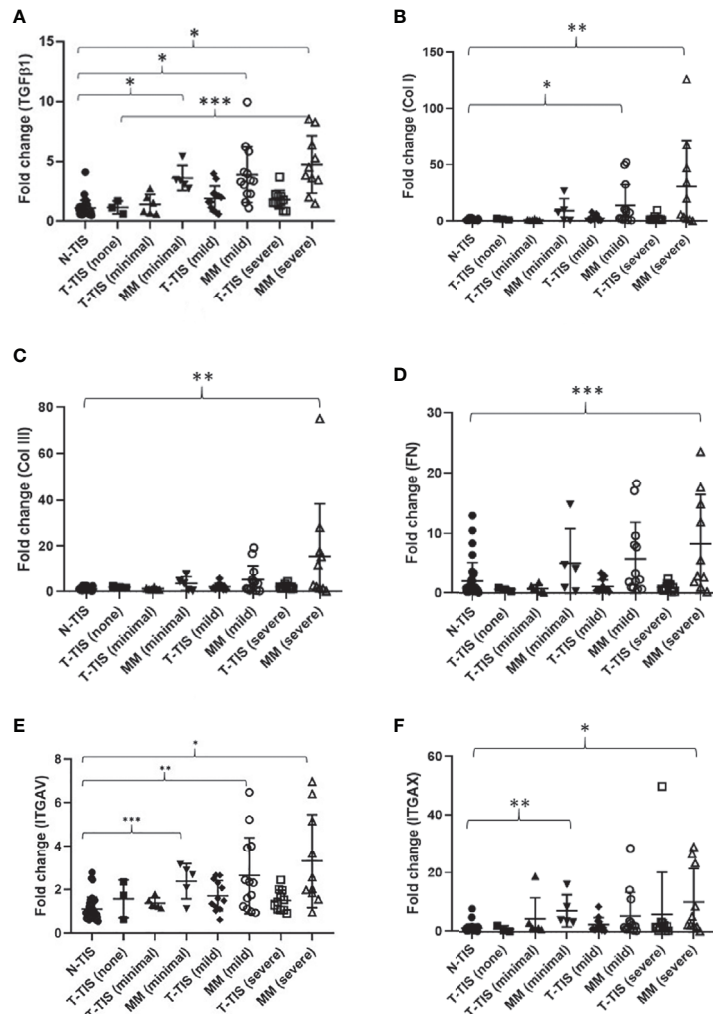 A
Fold change (TGFβ1)
15
10
5
0
*
*
*
***
N-TIS
T-TIS (none)
T-TIS (minimal)
MM (minimal)
T-TIS (mild)
MM (mild)
T-TIS (severe)
MM (severe)
B
Fold change (Col I)
150
100
50
0
**
*
N-TIS
T-TIS (none)
T-TIS (minimal)
MM (minimal)
T-TIS (mild)
MM (mild)
T-TIS (severe)
MM (severe)
C
Fold change (Col III)
80
60
40
20
0
**
N-TIS
T-TIS (none)
T-TIS (minimal)
MM (minimal)
T-TIS (mild)
MM (mild)
T-TIS (severe)
MM (severe)
D
Fold change (FN)
30
20
10
0
***
N-TIS
T-TIS (none)
T-TIS (minimal)
MM (minimal)
T-TIS (mild)
MM (mild)
T-TIS (severe)
MM (severe)
E
Fold change (ITGAV)
8
6
4
2
0
*
**
***
N-TIS
T-TIS (none)
T-TIS (minimal)
MM (minimal)
T-TIS (mild)
MM (mild)
T-TIS (severe)
MM (severe)
F
Fold change (ITGAX)
60
40
20
0
*
**
N-TIS
T-TIS (none)
T-TIS (minimal)
MM (minimal)
T-TIS (mild)
MM (mild)
T-TIS (severe)
MM (severe)